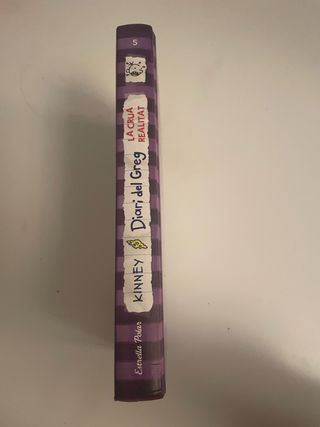 5
LA CRUA
REALITAT
Diari del Greg
KINNEY
Estrella Polar